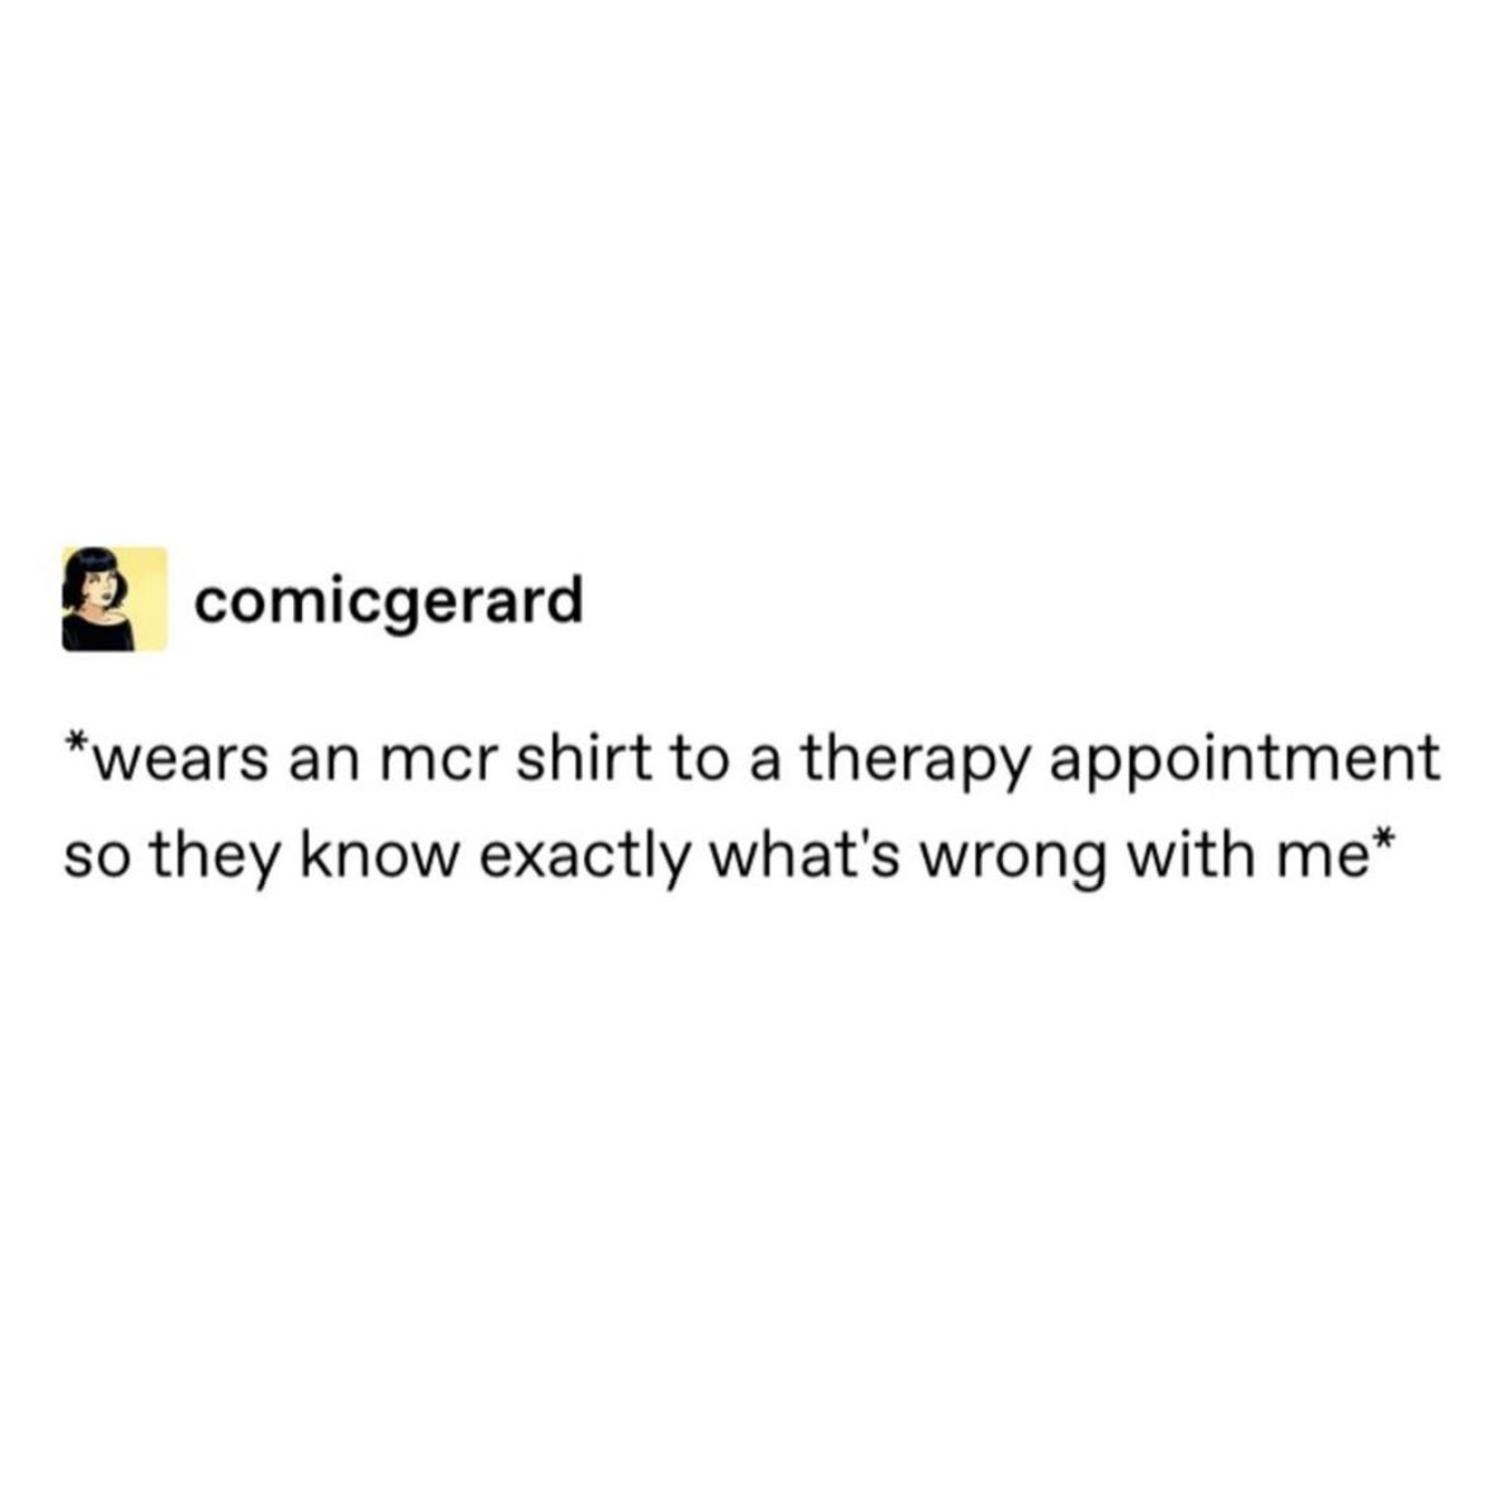 comicgerard
*wears an mcr shirt to a therapy appointment
so they know exactly what's wrong with me*